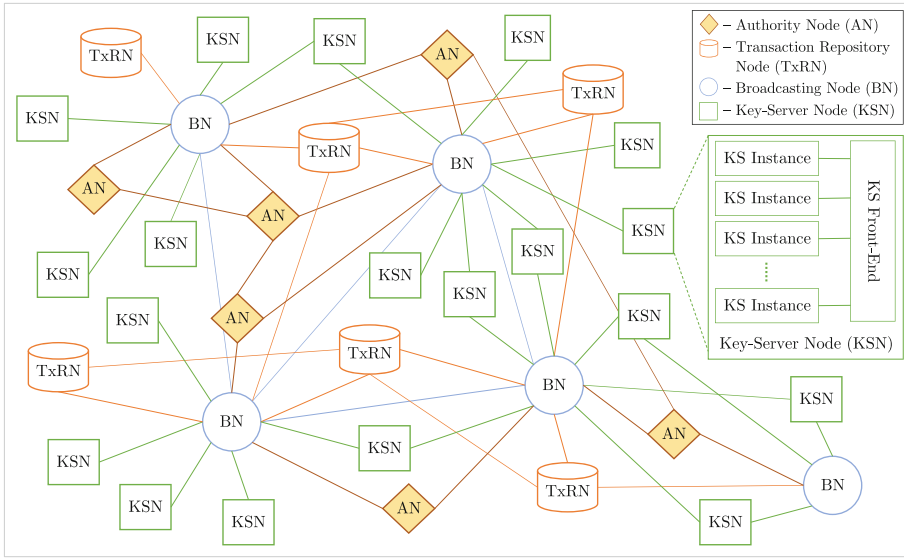 KSN
KSN
KSN
AN
– Authority Node (AN)
– Transaction Repository
Node (TxRN)
– Broadcasting Node (BN)
– Key-Server Node (KSN)
TxRN
TxRN
KSN
BN
TxRN
KSN
BN
KS Instance
KS Instance
KS Instance
KS Instance
KS Front-End
Key-Server Node (KSN)
AN
AN
KSN
KSN
KSN
KSN
KSN
KSN
KSN
AN
KSN
KSN
TxRN
TxRN
BN
KSN
BN
AN
KSN
KSN
BN
TxRN
KSN
AN
KSN
KSN